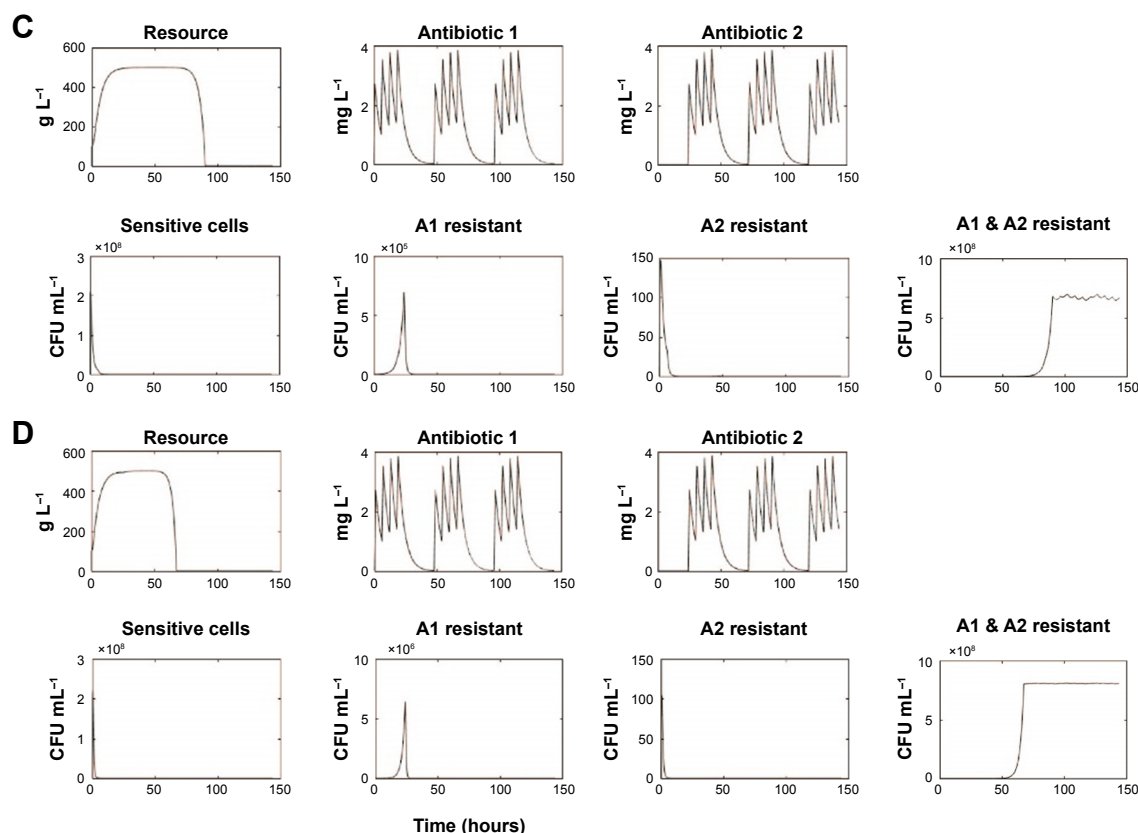 C
Resource
Antibiotic 1
Antibiotic 2
g L⁻¹
600
400
200
0
0 50 100 150
mg L⁻¹
4
2
0
0 50 100 150
mg L⁻¹
4
2
0
0 50 100 150
Sensitive cells
A1 resistant
A2 resistant
A1 & A2 resistant
×10⁸
CFU mL⁻¹
3
2
1
0
0 50 100 150
×10⁵
CFU mL⁻¹
10
5
0
0 50 100 150
CFU mL⁻¹
150
100
50
0
0 50 100 150
×10⁸
CFU mL⁻¹
10
5
0
0 50 100 150
D
Resource
Antibiotic 1
Antibiotic 2
g L⁻¹
600
400
200
0
0 50 100 150
mg L⁻¹
4
2
0
0 50 100 150
mg L⁻¹
4
2
0
0 50 100 150
Sensitive cells
A1 resistant
A2 resistant
A1 & A2 resistant
×10⁸
CFU mL⁻¹
3
2
1
0
0 50 100 150
×10⁶
CFU mL⁻¹
10
5
0
0 50 100 150
CFU mL⁻¹
150
100
50
0
0 50 100 150
×10⁸
CFU mL⁻¹
10
5
0
0 50 100 150
Time (hours)